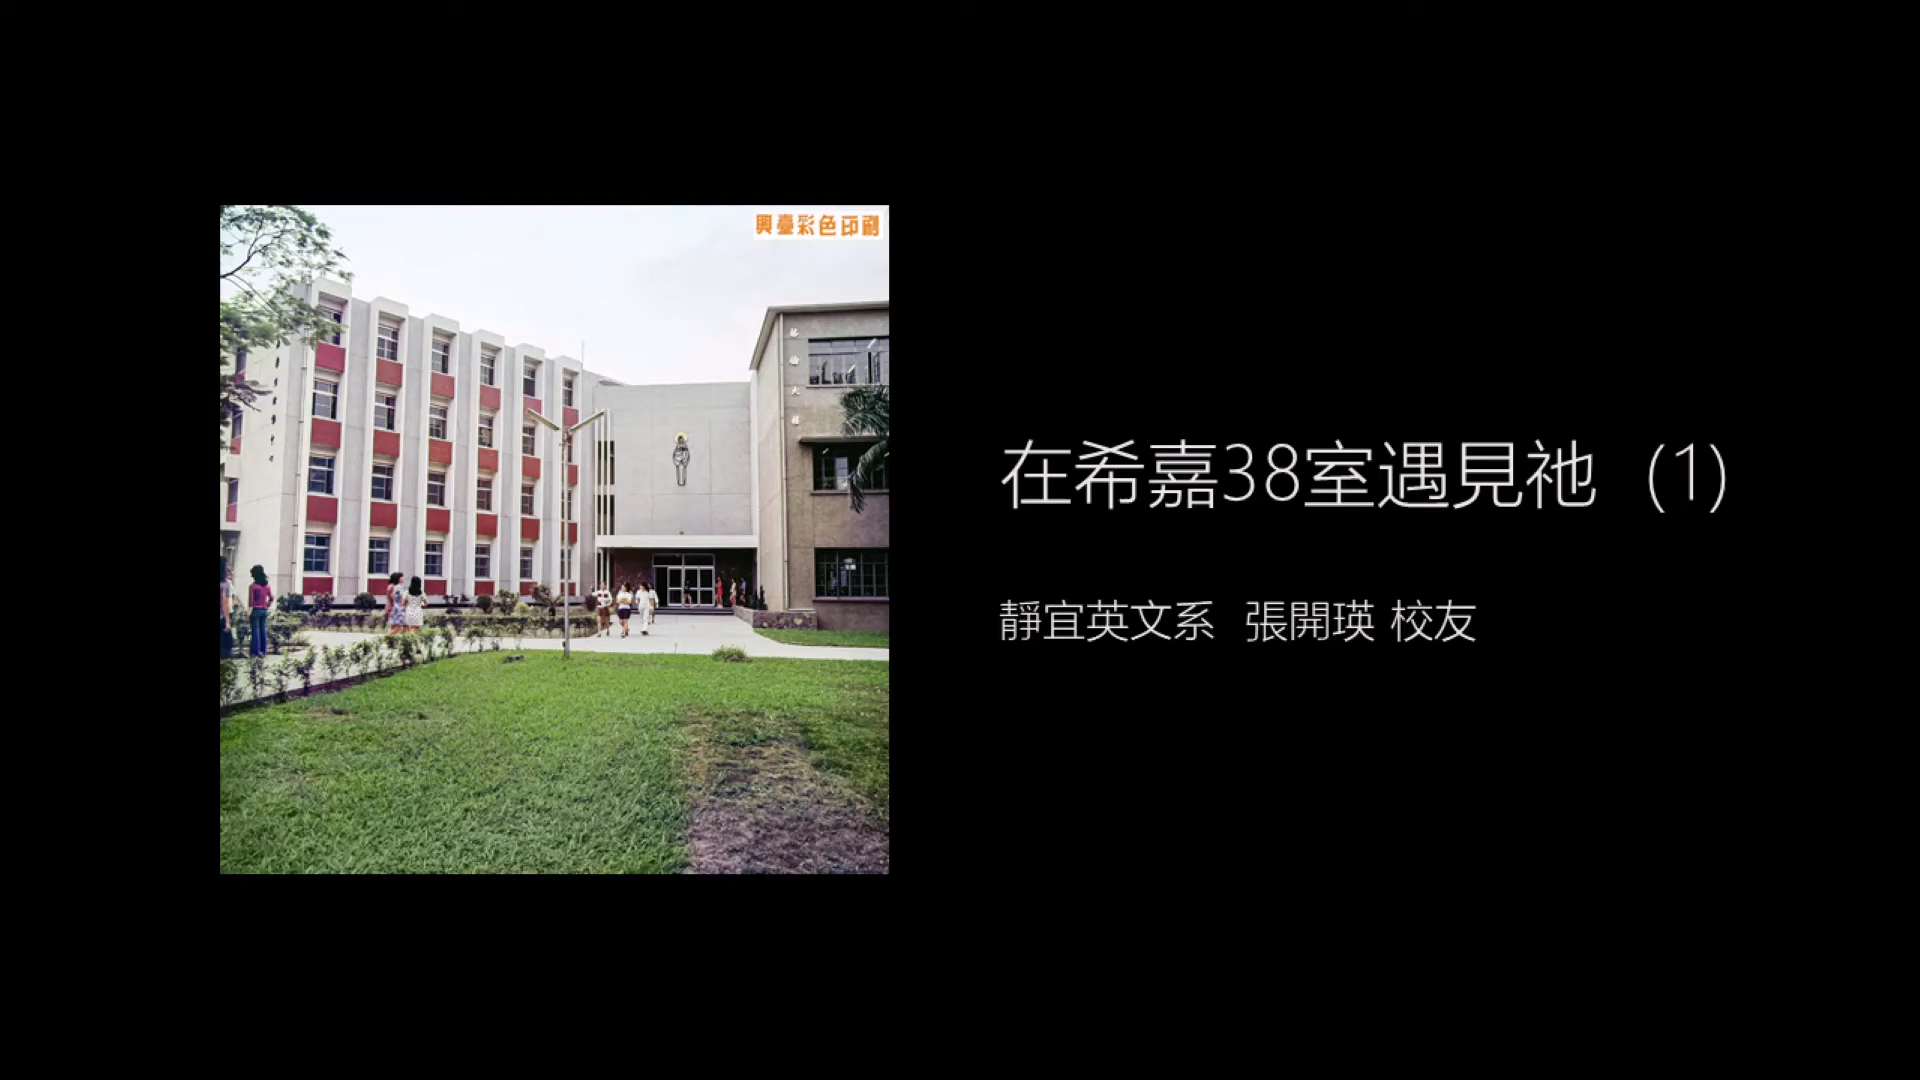 興臺彩色印刷
在希嘉38室遇見祂 (1)
靜宜英文系 張開瑛 校友